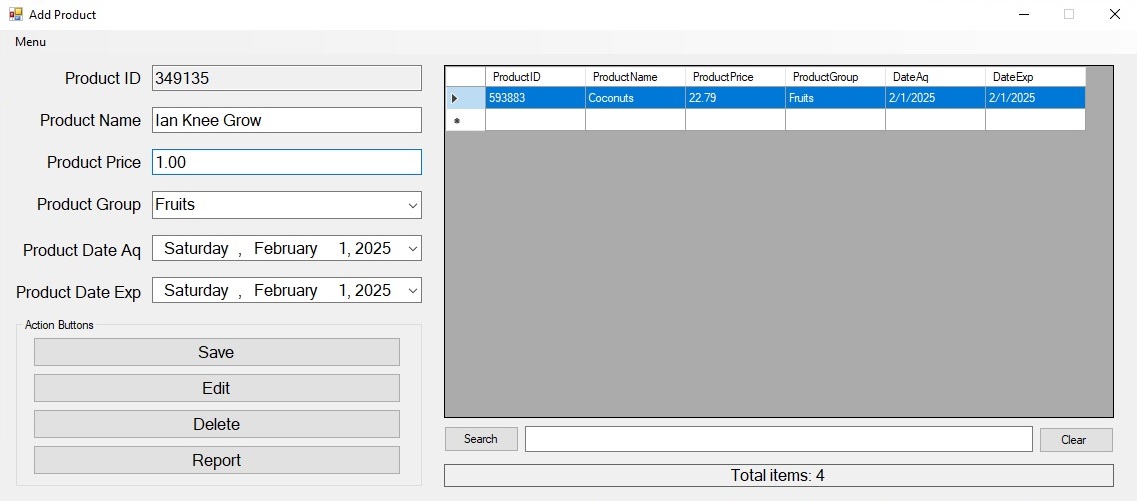 Add Product
Menu
Product ID 349135
Product Name Ian Knee Grow
Product Price 1.00
Product Group Fruits
Product Date Aq Saturday , February 1, 2025
Product Date Exp Saturday , February 1, 2025
Action Buttons
Save
Edit
Delete
Report
ProductID ProductName ProductPrice ProductGroup DateAq DateExp
593883 Coconuts 22.79 Fruits 2/1/2025 2/1/2025
Search Clear
Total items: 4